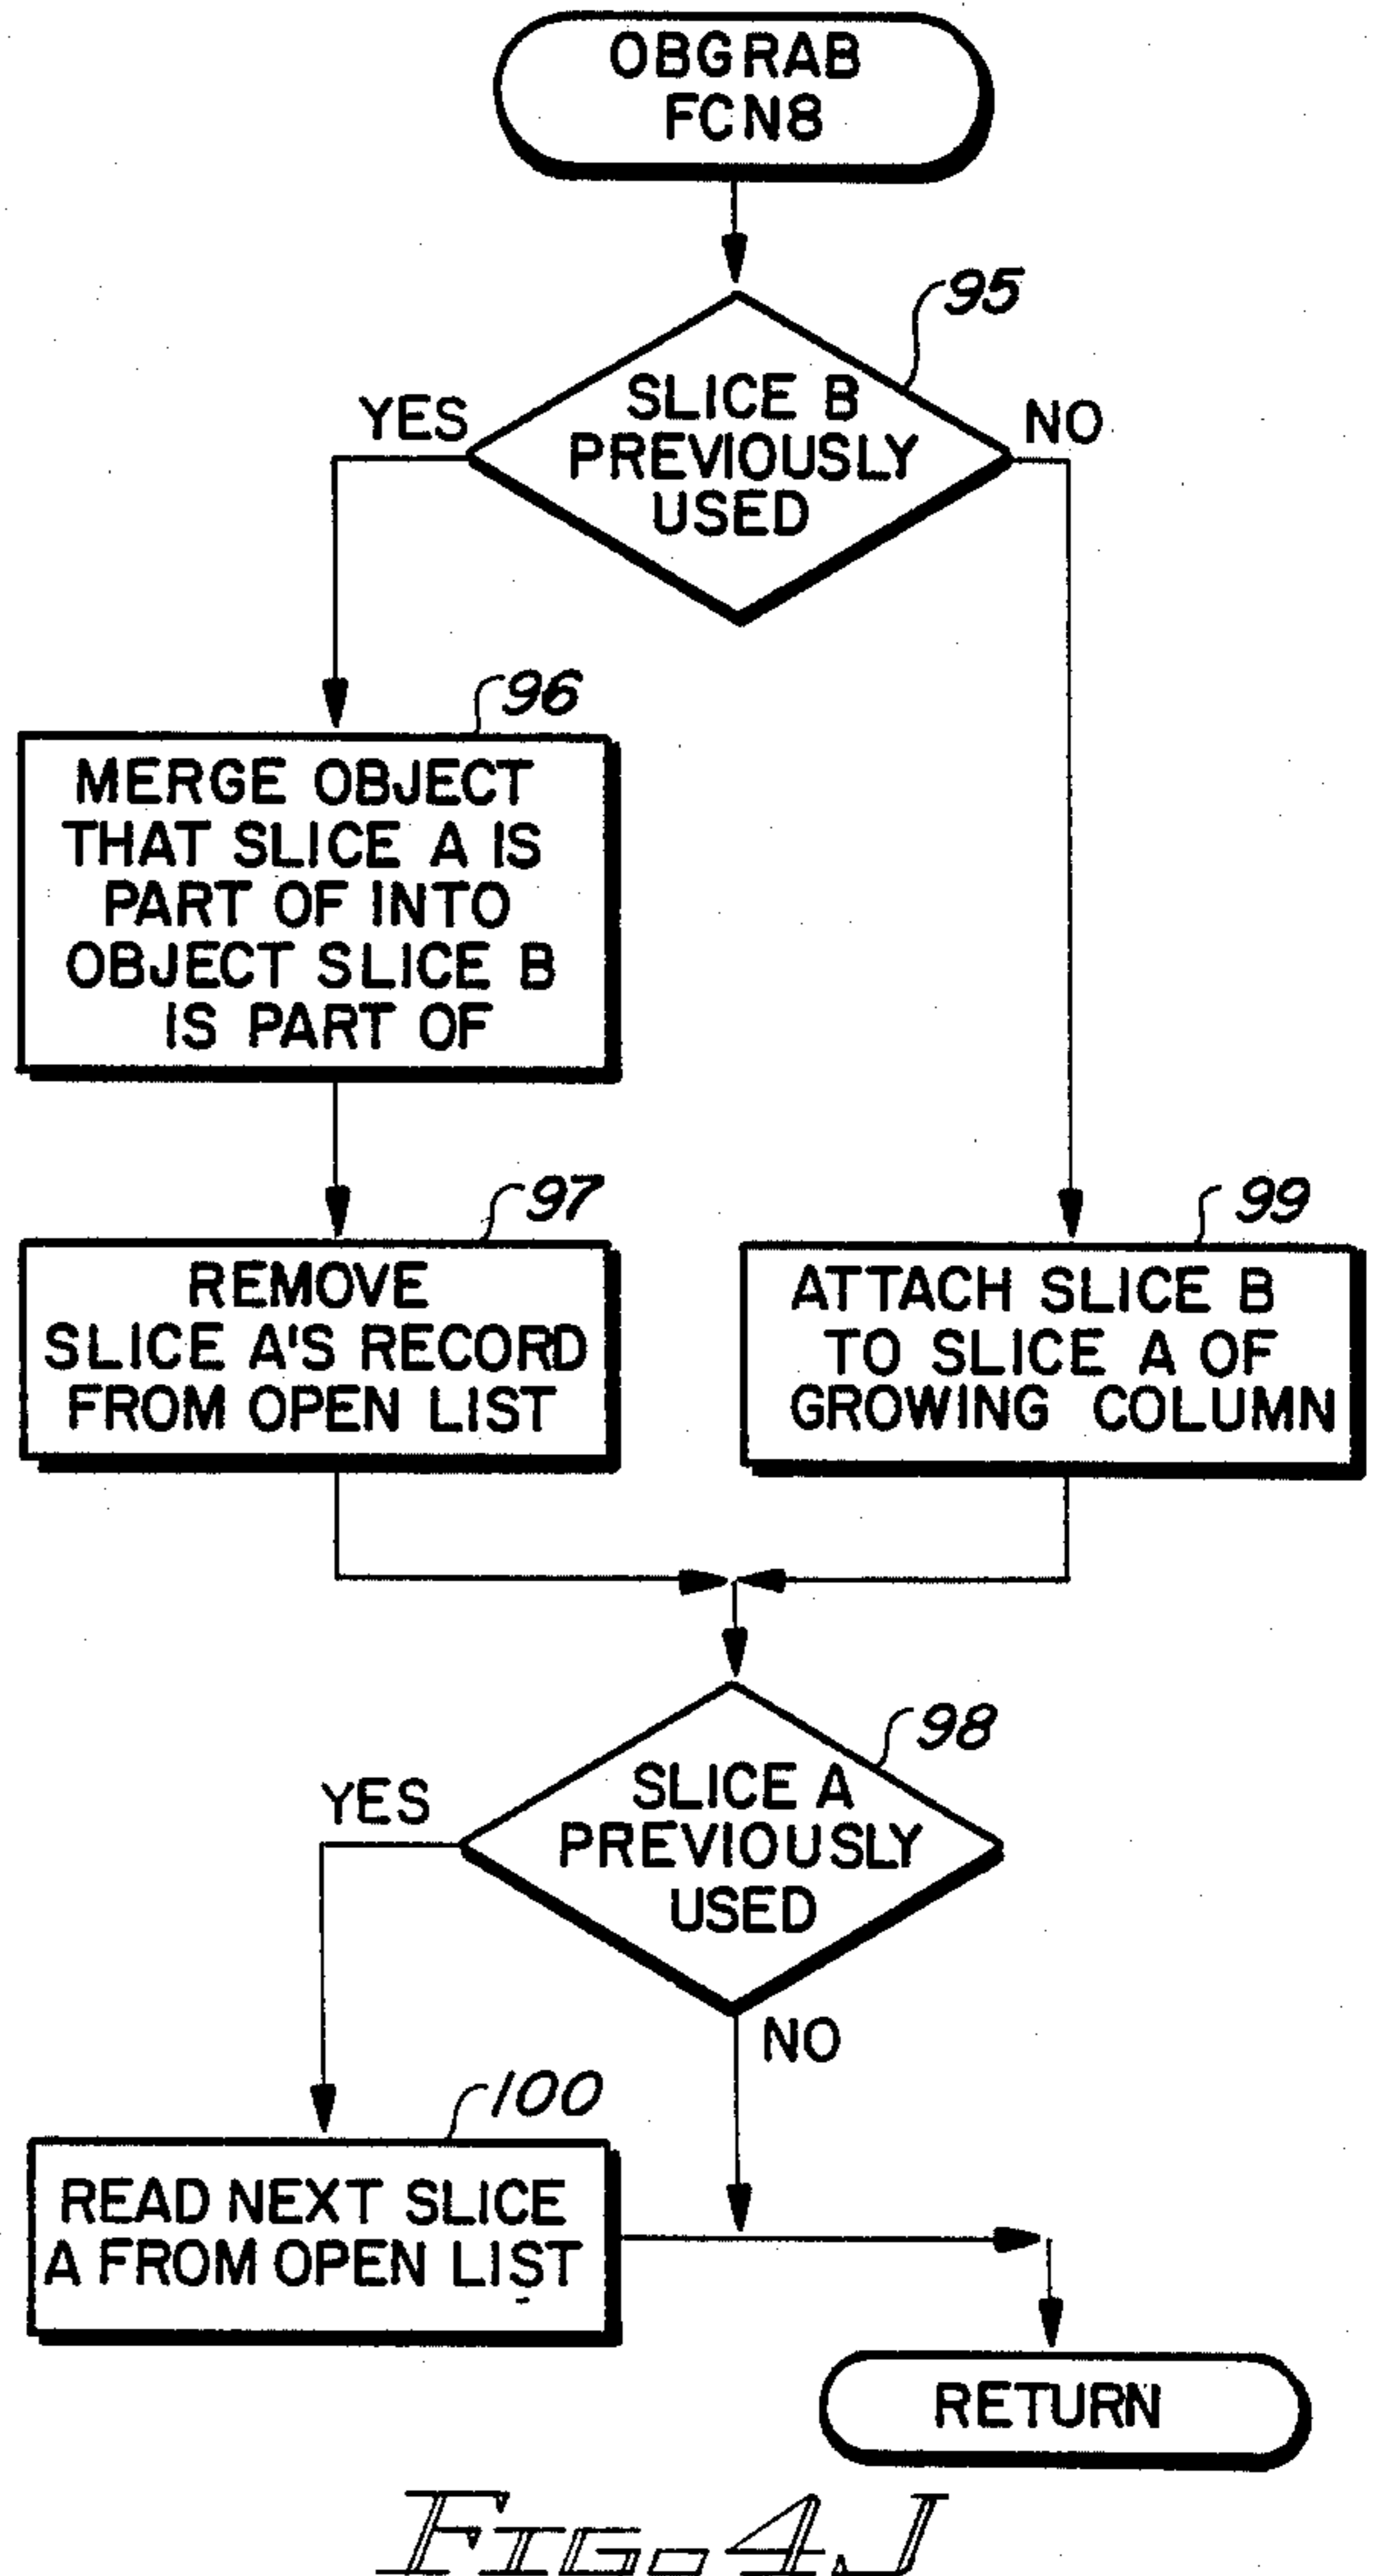 OBGRAB
FCN8
95
SLICE B
PREVIOUSLY
USED
YES
NO
96
MERGE OBJECT
THAT SLICE A IS
PART OF INTO
OBJECT SLICE B
IS PART OF
97
REMOVE
SLICE A'S RECORD
FROM OPEN LIST
99
ATTACH SLICE B
TO SLICE A OF
GROWING COLUMN
98
SLICE A
PREVIOUSLY
USED
YES
NO
100
READ NEXT SLICE
A FROM OPEN LIST
RETURN
FIG. 4J